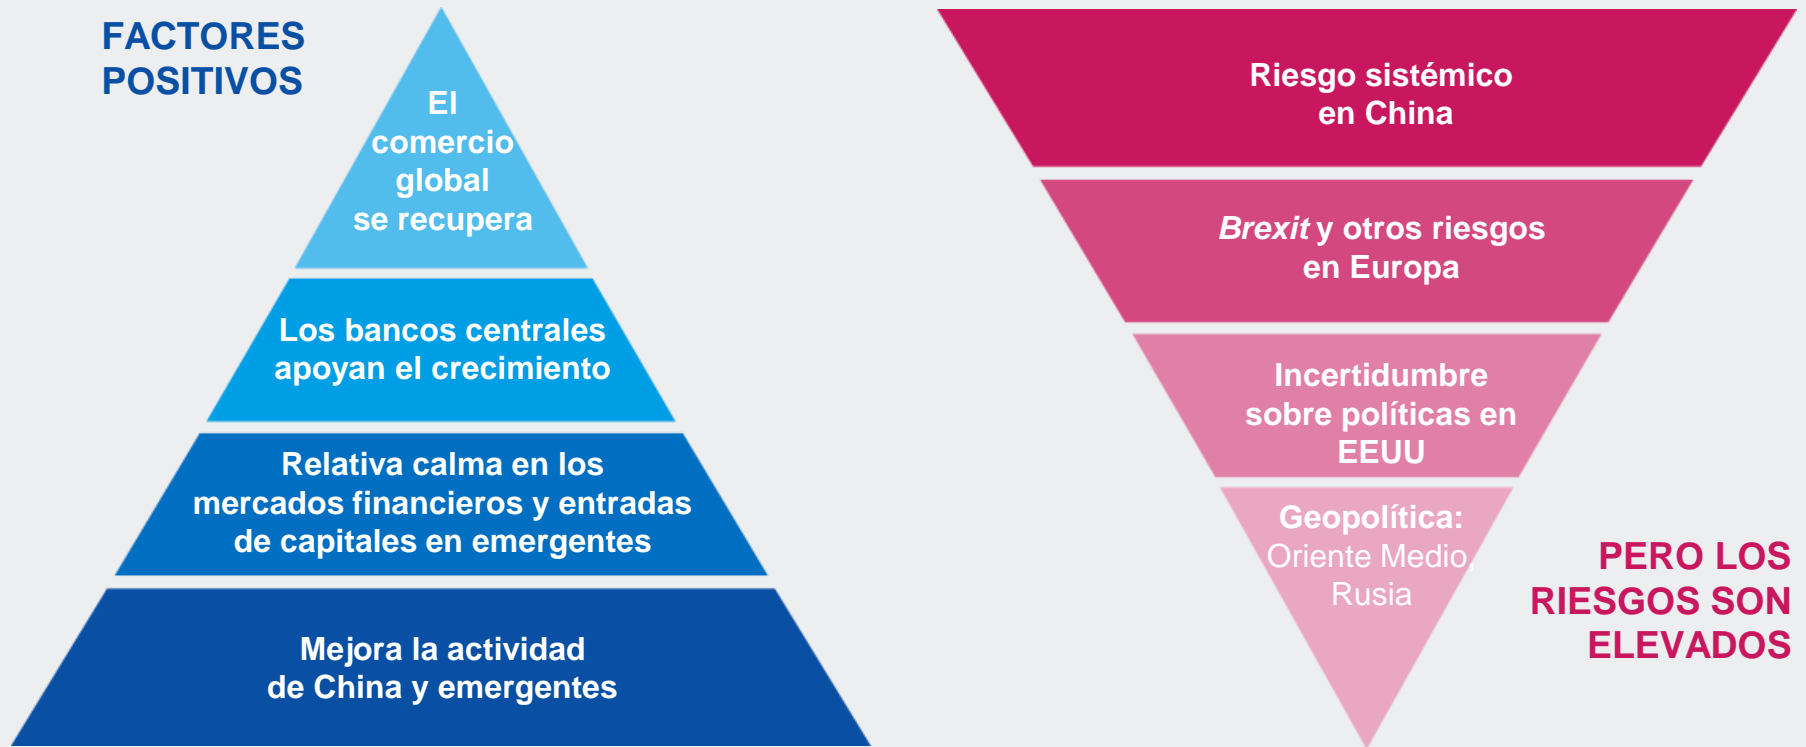 FACTORES
POSITIVOS
El
comercio
global
se recupera
Los bancos centrales
apoyan el crecimiento
Relativa calma en los
mercados financieros y entradas
de capitales en emergentes
Mejora la actividad
de China y emergentes
Riesgo sistémico
en China
Brexit y otros riesgos
en Europa
Incertidumbre
sobre políticas en
EEUU
Geopolítica:
Oriente Medio,
Rusia
PERO LOS
RIESGOS SON
ELEVADOS